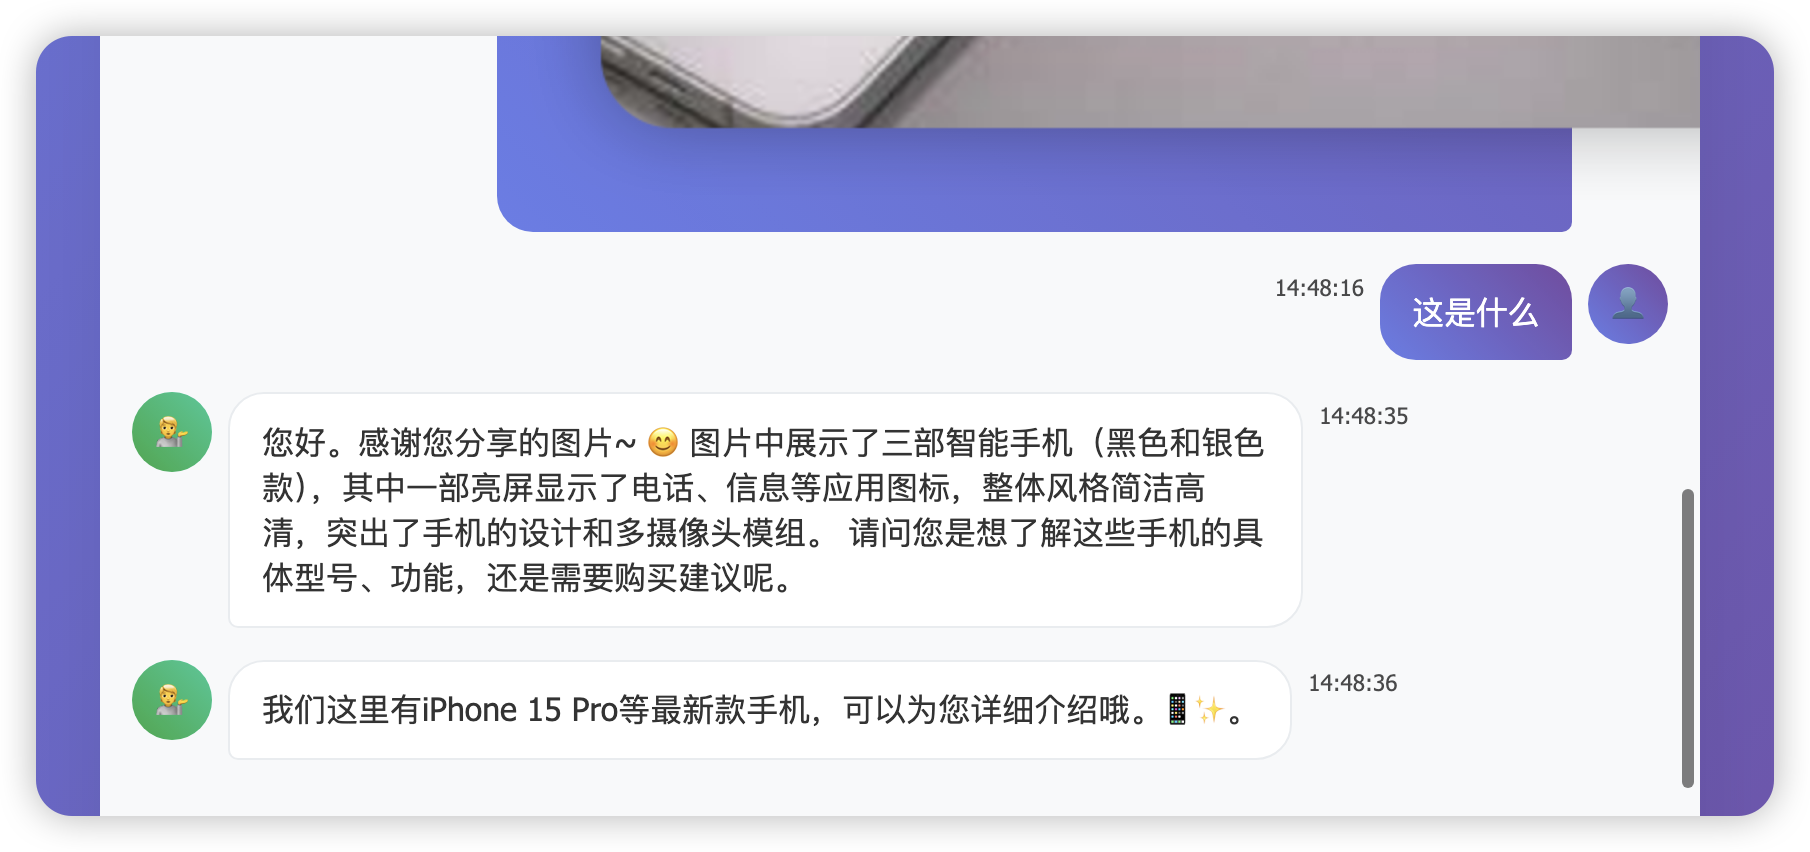 14:48:16
这是什么
您好。感谢您分享的图片~ 😊 图片中展示了三部智能手机（黑色和银色
款），其中一部亮屏显示了电话、信息等应用图标，整体风格简洁高
清，突出了手机的设计和多摄像头模组。 请问您是想了解这些手机的具
体型号、功能，还是需要购买建议呢。
14:48:35
我们这里有iPhone 15 Pro等最新款手机，可以为您详细介绍哦。📱✨。
14:48:36